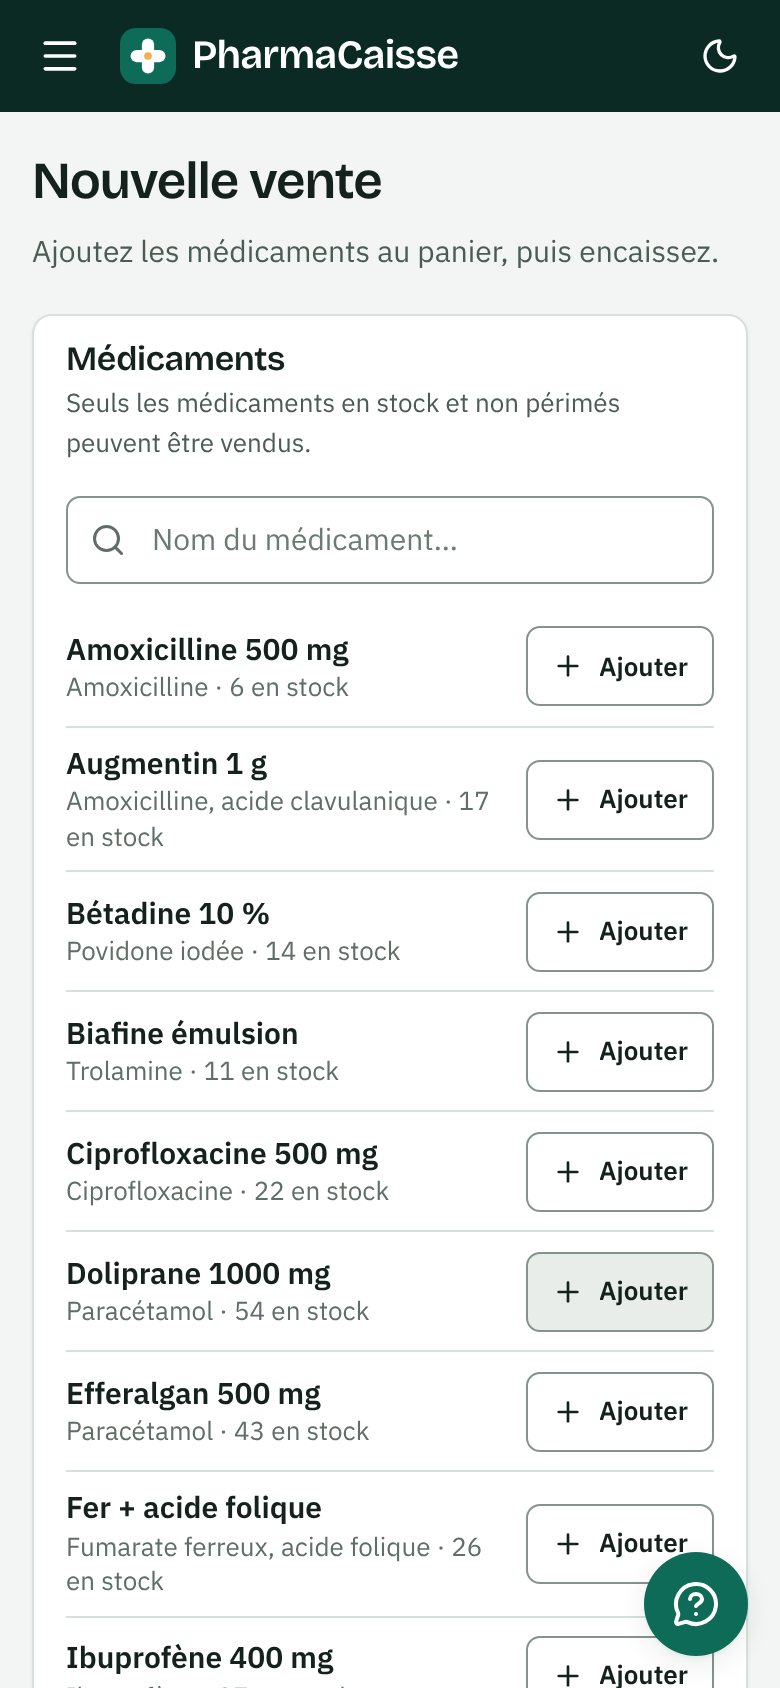 PharmaCaisse
Nouvelle vente
Ajoutez les médicaments au panier, puis encaissez.
Médicaments
Seuls les médicaments en stock et non périmés
peuvent être vendus.
Nom du médicament...
Amoxicilline 500 mg
Amoxicilline · 6 en stock
Ajouter
Augmentin 1 g
Amoxicilline, acide clavulanique · 17
en stock
Ajouter
Bétadine 10 %
Povidone iodée · 14 en stock
Ajouter
Biafine émulsion
Trolamine · 11 en stock
Ajouter
Ciprofloxacine 500 mg
Ciprofloxacine · 22 en stock
Ajouter
Doliprane 1000 mg
Paracétamol · 54 en stock
Ajouter
Efferalgan 500 mg
Paracétamol · 43 en stock
Ajouter
Fer + acide folique
Fumarate ferreux, acide folique · 26
en stock
Ajouter
Ibuprofène 400 mg
Ajouter